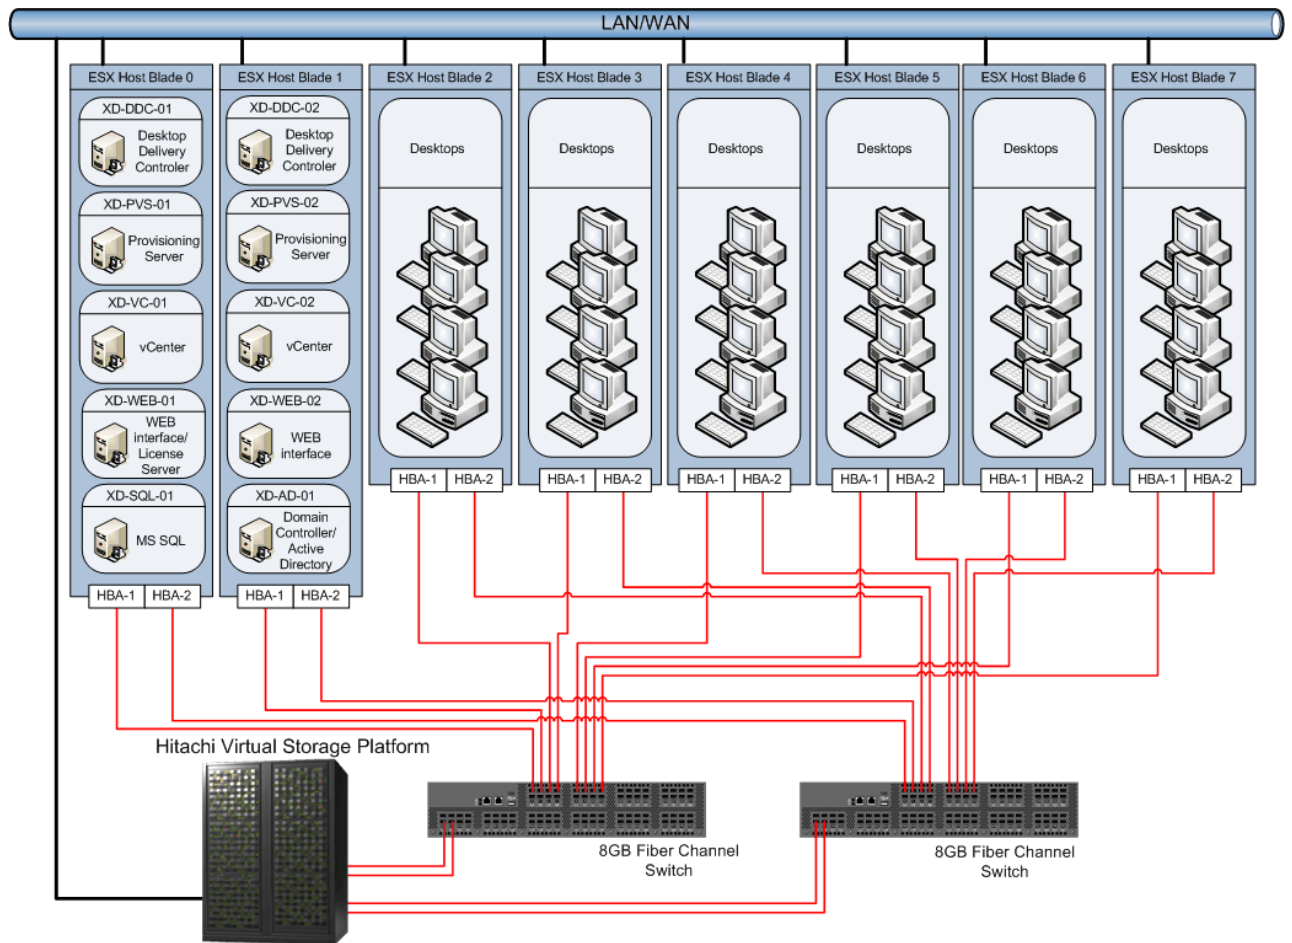 LAN/WAN
ESX Host Blade 0
XD-DDC-01
Desktop
Delivery
Controler
XD-PVS-01
Provisioning
Server
XD-VC-01
vCenter
XD-WEB-01
WEB
interface/
License
Server
XD-SQL-01
MS SQL
HBA-1 HBA-2
ESX Host Blade 1
XD-DDC-02
Desktop
Delivery
Controler
XD-PVS-02
Provisioning
Server
XD-VC-02
vCenter
XD-WEB-02
WEB
interface
XD-AD-01
Domain
Controller/
Active
Directory
HBA-1 HBA-2
ESX Host Blade 2
Desktops
HBA-1 HBA-2
ESX Host Blade 3
Desktops
HBA-1 HBA-2
ESX Host Blade 4
Desktops
HBA-1 HBA-2
ESX Host Blade 5
Desktops
HBA-1 HBA-2
ESX Host Blade 6
Desktops
HBA-1 HBA-2
ESX Host Blade 7
Desktops
HBA-1 HBA-2
Hitachi Virtual Storage Platform
8GB Fiber Channel
Switch
8GB Fiber Channel
Switch